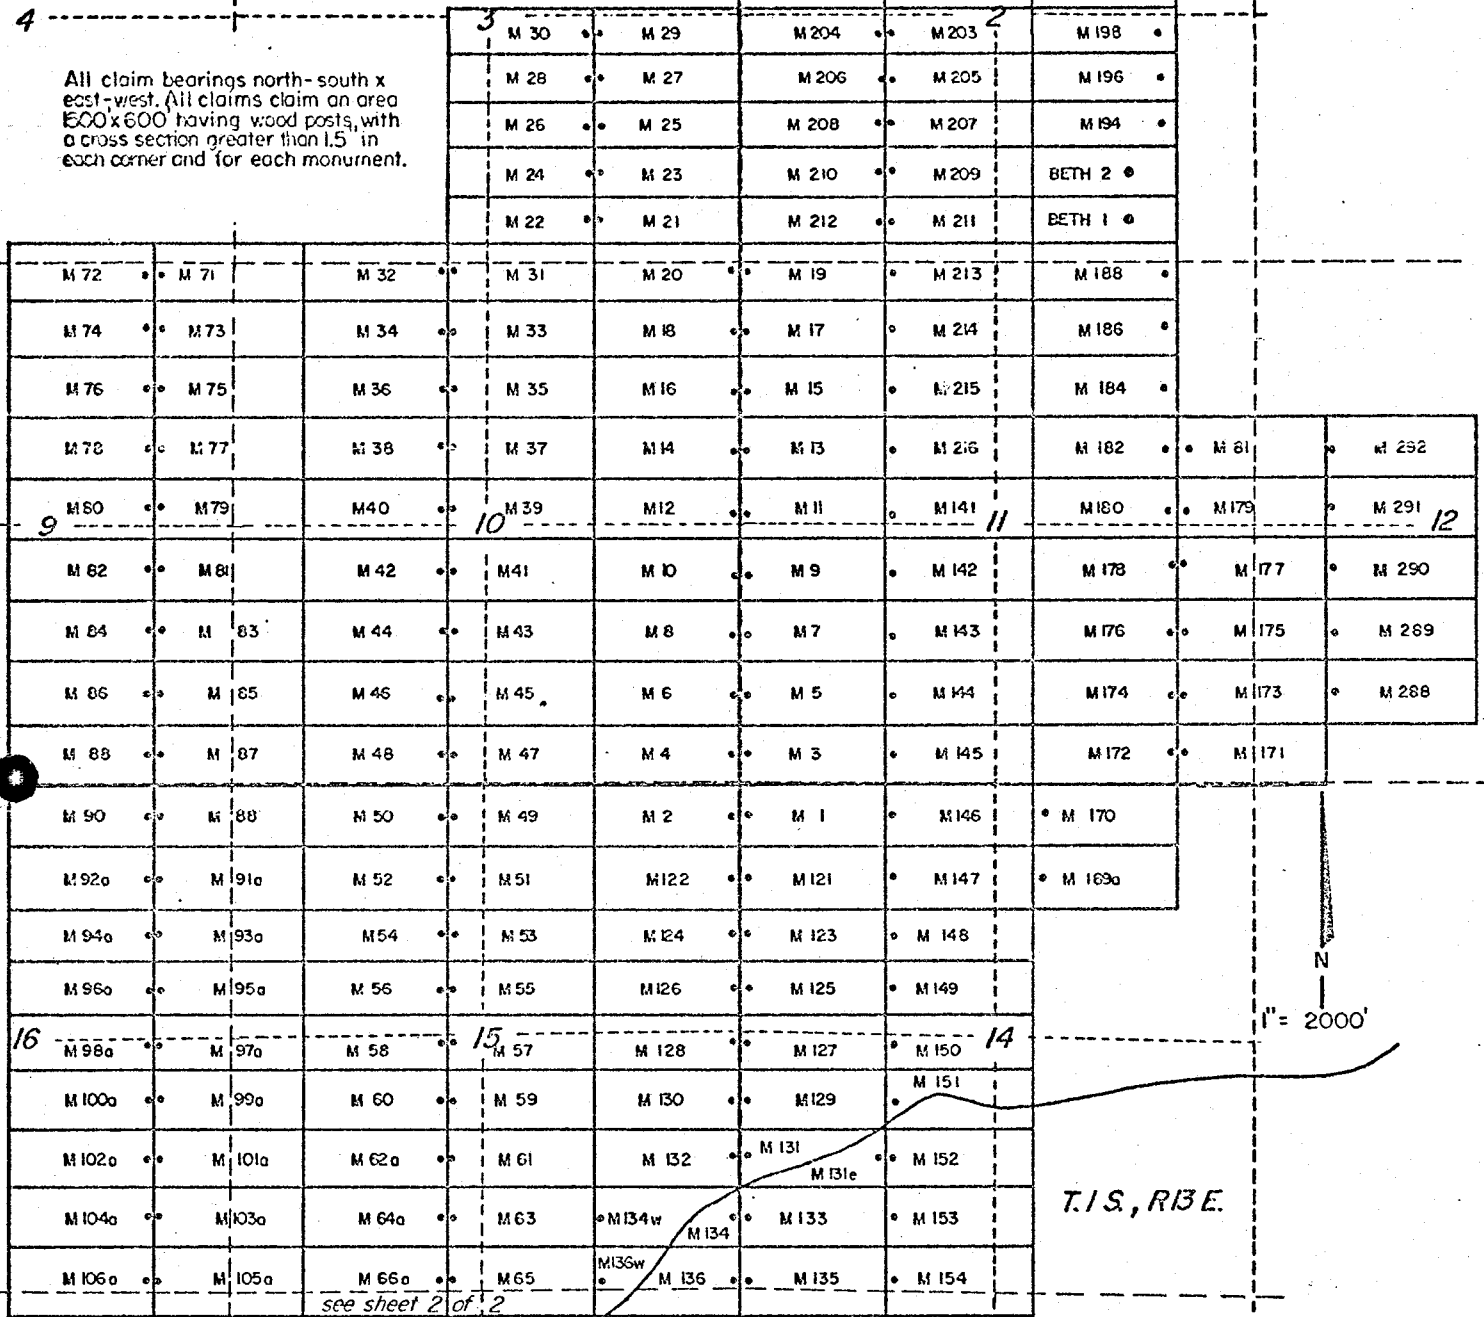 4 3 2
M 30 M 29 M 204 M 203 M 198
All claim bearings north-south x
east-west. All claims claim an area
1500'x600' having wood posts, with
a cross section greater than 1.5" in
each corner and for each monument.
M 28 M 27 M 206 M 205 M 196
M 26 M 25 M 208 M 207 M 194
M 24 M 23 M 210 M 209 BETH 2
M 22 M 21 M 212 M 211 BETH 1
M 72 M 71 M 32 M 31 M 20 M 19 M 213 M 188
M 74 M 73 M 34 M 33 M 18 M 17 M 214 M 186
M 76 M 75 M 36 M 35 M 16 M 15 M 215 M 184
M 78 M 77 M 38 M 37 M 14 M 13 M 216 M 182 M 81 M 292
M 80 M 79 M 40 M 39 M 12 M 11 M 141 M 180 M 179 M 291
9 10 11 12
M 82 M 81 M 42 M 41 M 10 M 9 M 142 M 178 M 177 M 290
M 84 M 83 M 44 M 43 M 8 M 7 M 143 M 176 M 175 M 289
M 86 M 85 M 46 M 45 M 6 M 5 M 144 M 174 M 173 M 288
M 88 M 87 M 48 M 47 M 4 M 3 M 145 M 172 M 171
M 90 M 88 M 50 M 49 M 2 M 1 M 146 M 170
M 92a M 91a M 52 M 51 M 122 M 121 M 147 M 169a
M 94a M 93a M 54 M 53 M 124 M 123 M 148
M 96a M 95a M 56 M 55 M 126 M 125 M 149
N
1" = 2000'
16 15 14
M 98a M 97a M 58 M 57 M 128 M 127 M 150
M 151
M 100a M 99a M 60 M 59 M 130 M 129
M 131
M 102a M 101a M 62a M 61 M 132 M 131e M 152
T.1 S., R13 E.
M 104a M 103a M 64a M 63 M 134w M 134 M 133 M 153
M 136w
M 106a M 105a M 66a M 65 M 136 M 135 M 154
see sheet 2 of 2